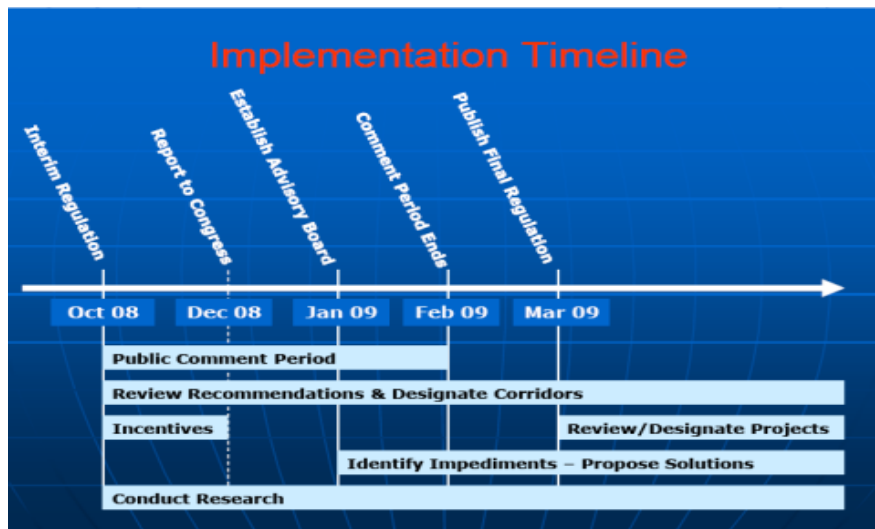 Implementation Timeline
Interim Regulation
Report to Congress
Establish Advisory Board
Comment Period Ends
Publish Final Regulation
Oct 08
Dec 08
Jan 09
Feb 09
Mar 09
Public Comment Period
Review Recommendations & Designate Corridors
Incentives
Review/Designate Projects
Identify Impediments – Propose Solutions
Conduct Research